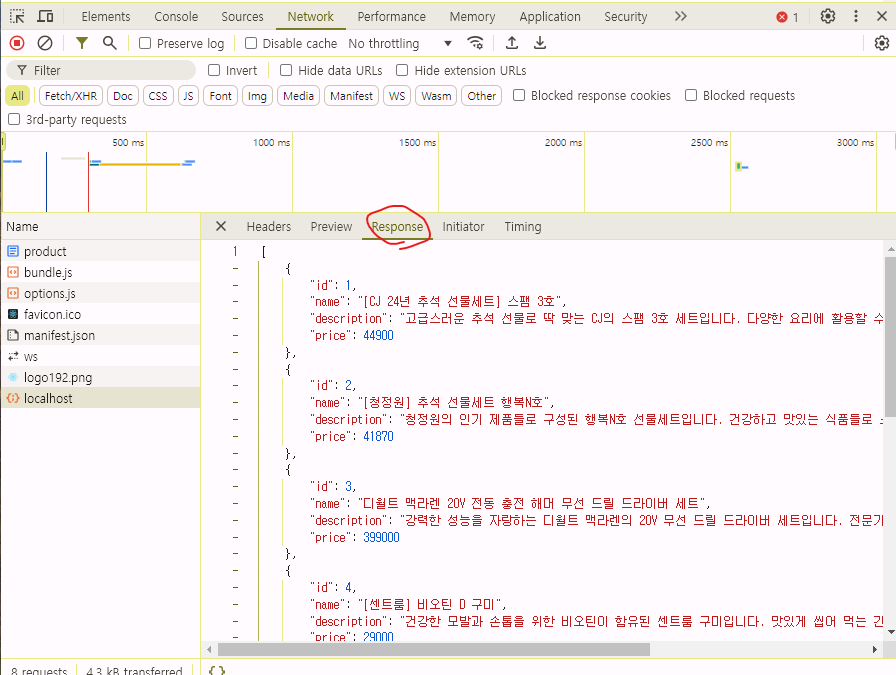 Elements Console Sources Network Performance Memory Application Security 1
Preserve log Disable cache No throttling
Filter Invert Hide data URLs Hide extension URLs
All Fetch/XHR Doc CSS JS Font Img Media Manifest WS Wasm Other Blocked response cookies Blocked requests
3rd-party requests
500 ms 1000 ms 1500 ms 2000 ms 2500 ms 3000 ms
Name
product
bundle.js
options.js
favicon.ico
manifest.json
ws
logo192.png
localhost
Headers Preview Response Initiator Timing
1 [
- {
- "id": 1,
- "name": "[CJ 24년 추석 선물세트] 스팸 3호",
- "description": "고급스러운 추석 선물로 딱 맞는 CJ의 스팸 3호 세트입니다. 다양한 요리에 활용할 수
- "price": 44900
- },
- {
- "id": 2,
- "name": "[청정원] 추석 선물세트 행복N호",
- "description": "청정원의 인기 제품들로 구성된 행복N호 선물세트입니다. 건강하고 맛있는 식품들로
- "price": 41870
- },
- {
- "id": 3,
- "name": "디월트 맥라렌 20V 전동 충전 해머 무선 드릴 드라이버 세트",
- "description": "강력한 성능을 자랑하는 디월트 맥라렌의 20V 무선 드릴 드라이버 세트입니다. 전문가
- "price": 399000
- },
- {
- "id": 4,
- "name": "[센트룸] 비오틴 D 구미",
- "description": "건강한 모발과 손톱을 위한 비오틴이 함유된 센트룸 구미입니다. 맛있게 씹어 먹는 간
- "price": 29000
8 requests 4.3 kB transferred { }